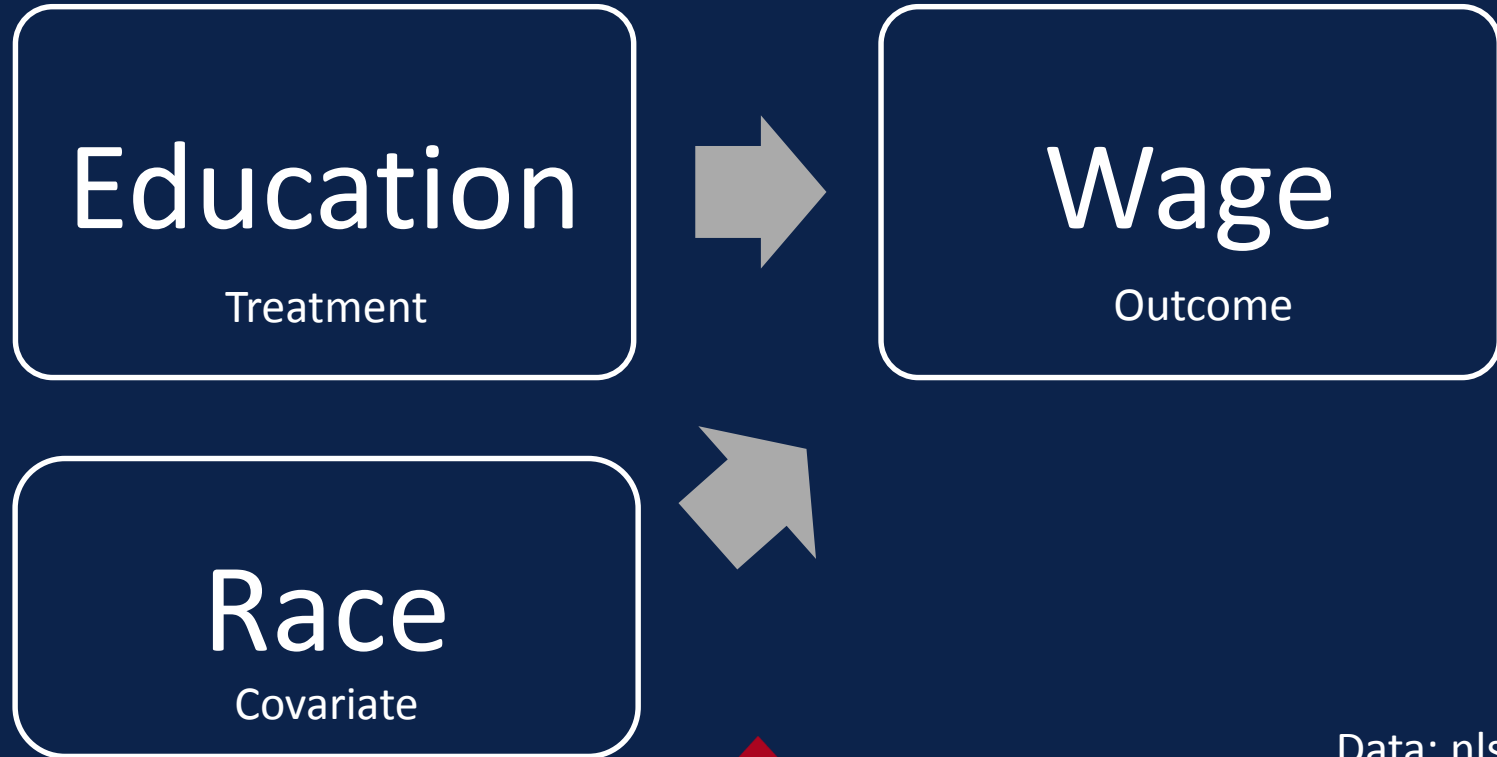 Education
Treatment
Wage
Outcome
Race
Covariate
Data: